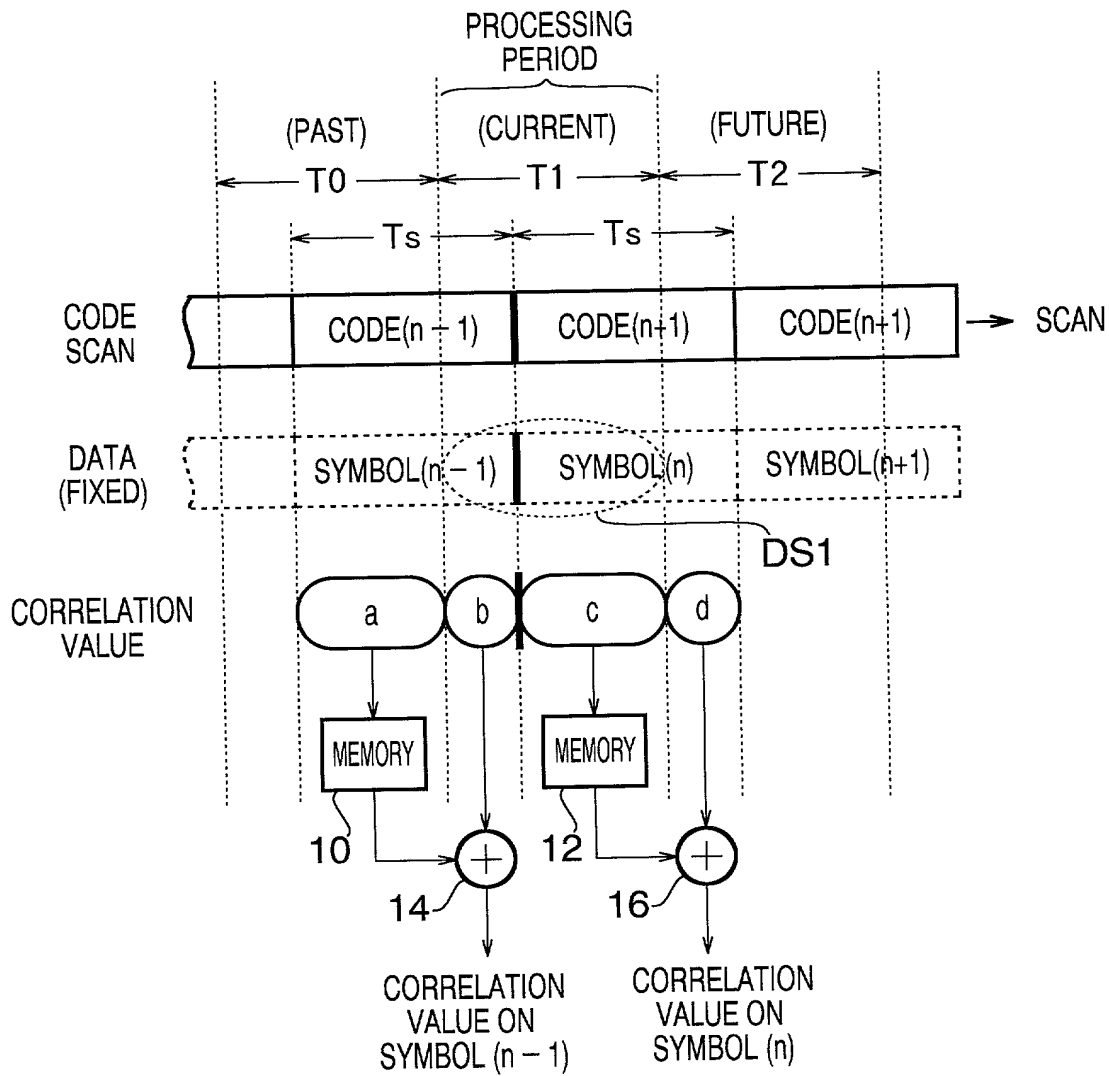 PROCESSING
PERIOD
(PAST)
(CURRENT)
(FUTURE)
T0
T1
T2
Ts
Ts
CODE
SCAN
CODE(n − 1)
CODE(n+1)
CODE(n+1)
SCAN
DATA
(FIXED)
SYMBOL(n − 1)
SYMBOL(n)
SYMBOL(n+1)
DS1
CORRELATION
VALUE
a
b
c
d
MEMORY
MEMORY
10
12
+
+
14
16
CORRELATION
VALUE ON
SYMBOL (n − 1)
CORRELATION
VALUE ON
SYMBOL (n)